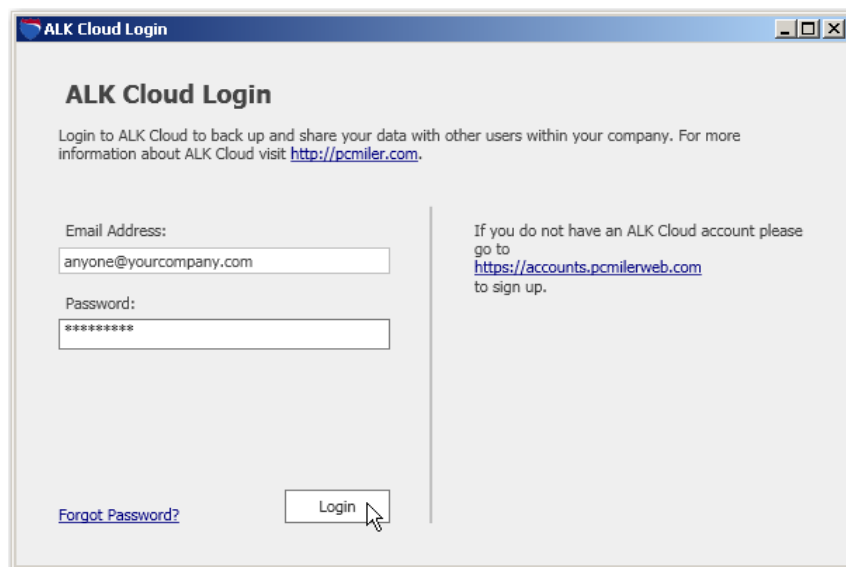 ALK Cloud Login
ALK Cloud Login
Login to ALK Cloud to back up and share your data with other users within your company. For more
information about ALK Cloud visit http://pcmiler.com.
Email Address:
anyone@yourcompany.com
Password:
*********
Forgot Password?
Login
If you do not have an ALK Cloud account please
go to
https://accounts.pcmilerweb.com
to sign up.